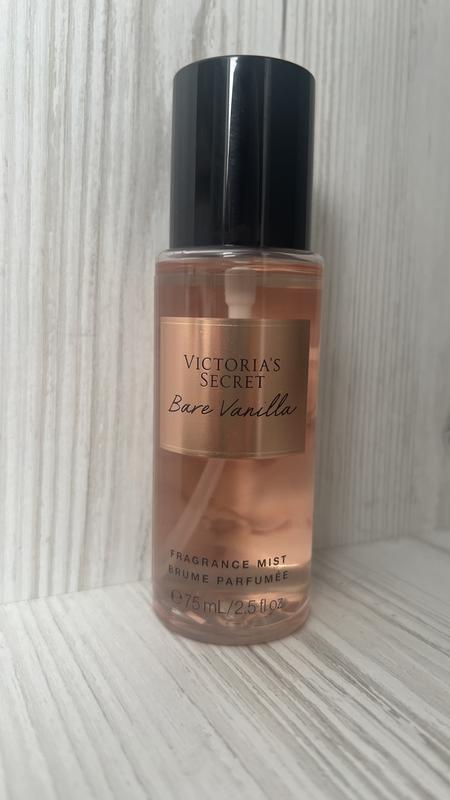 VICTORIA'S
SECRET
Bare Vanilla
FRAGRANCE MIST
BRUME PARFUMÉE
℮75 mL/2.5 fl oz